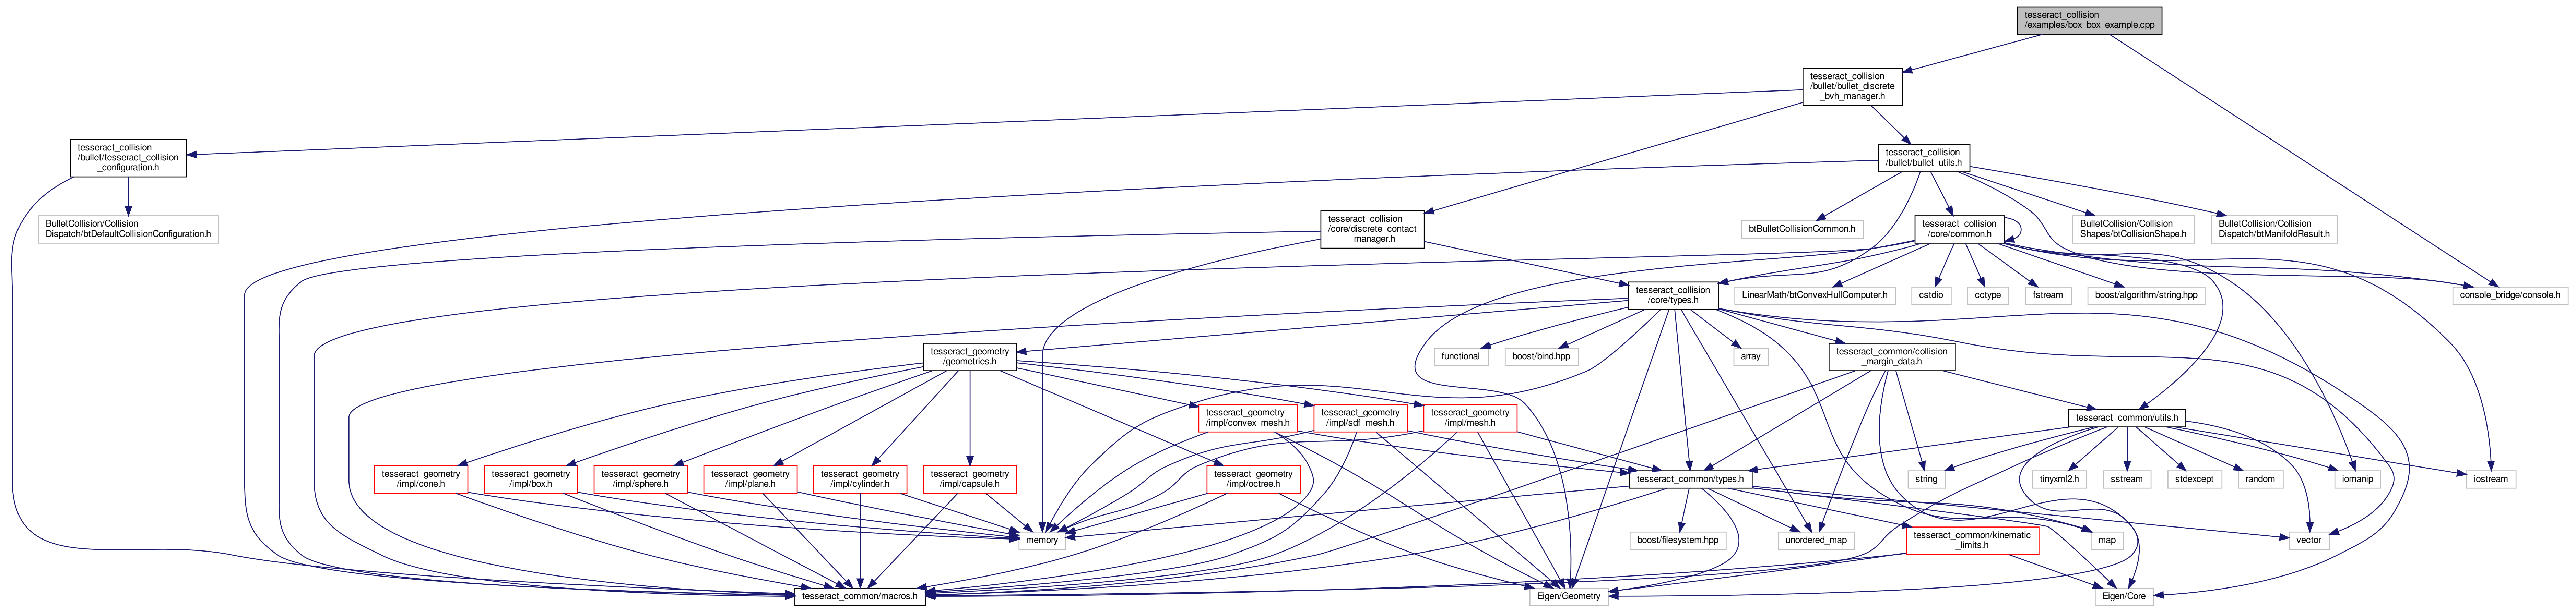 tesseract_collision
/examples/box_box_example.cpp
tesseract_collision
/bullet/bullet_discrete
_bvh_manager.h
tesseract_collision
/bullet/tesseract_collision
_configuration.h
tesseract_collision
/bullet/bullet_utils.h
BulletCollision/Collision
Dispatch/btDefaultCollisionConfiguration.h
tesseract_collision
/core/discrete_contact
_manager.h
btBulletCollisionCommon.h
tesseract_collision
/core/common.h
BulletCollision/Collision
Shapes/btCollisionShape.h
BulletCollision/Collision
Dispatch/btManifoldResult.h
tesseract_collision
/core/types.h
LinearMath/btConvexHullComputer.h
cstdio
cctype
fstream
boost/algorithm/string.hpp
console_bridge/console.h
tesseract_geometry
/geometries.h
functional
boost/bind.hpp
array
tesseract_common/collision
_margin_data.h
tesseract_geometry
/impl/convex_mesh.h
tesseract_geometry
/impl/sdf_mesh.h
tesseract_geometry
/impl/mesh.h
tesseract_common/utils.h
tesseract_geometry
/impl/cone.h
tesseract_geometry
/impl/box.h
tesseract_geometry
/impl/sphere.h
tesseract_geometry
/impl/plane.h
tesseract_geometry
/impl/cylinder.h
tesseract_geometry
/impl/capsule.h
tesseract_geometry
/impl/octree.h
tesseract_common/types.h
string
tinyxml2.h
sstream
stdexcept
random
iomanip
iostream
memory
boost/filesystem.hpp
unordered_map
tesseract_common/kinematic
_limits.h
map
vector
tesseract_common/macros.h
Eigen/Geometry
Eigen/Core